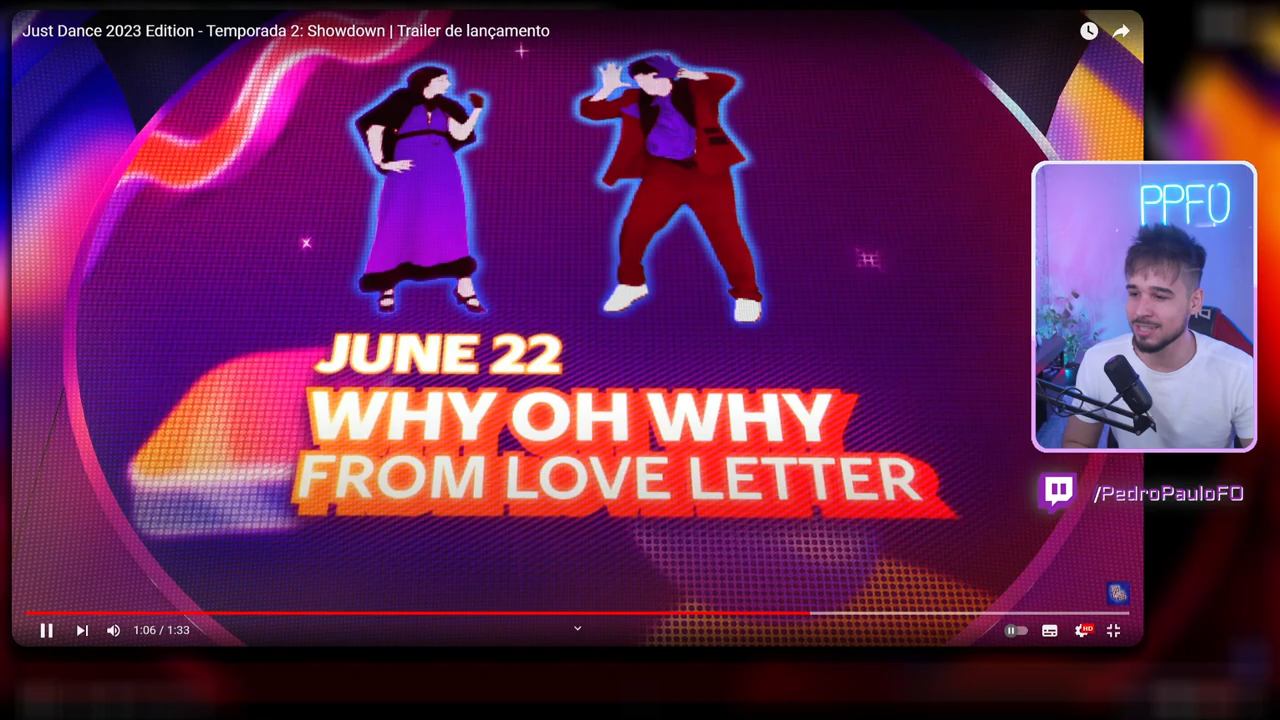 Just Dance 2023 Edition - Temporada 2: Showdown | Trailer de lançamento
PPFO
JUNE 22
WHY OH WHY
FROM LOVE LETTER
/PedroPauloFO
1:06 / 1:33
HD